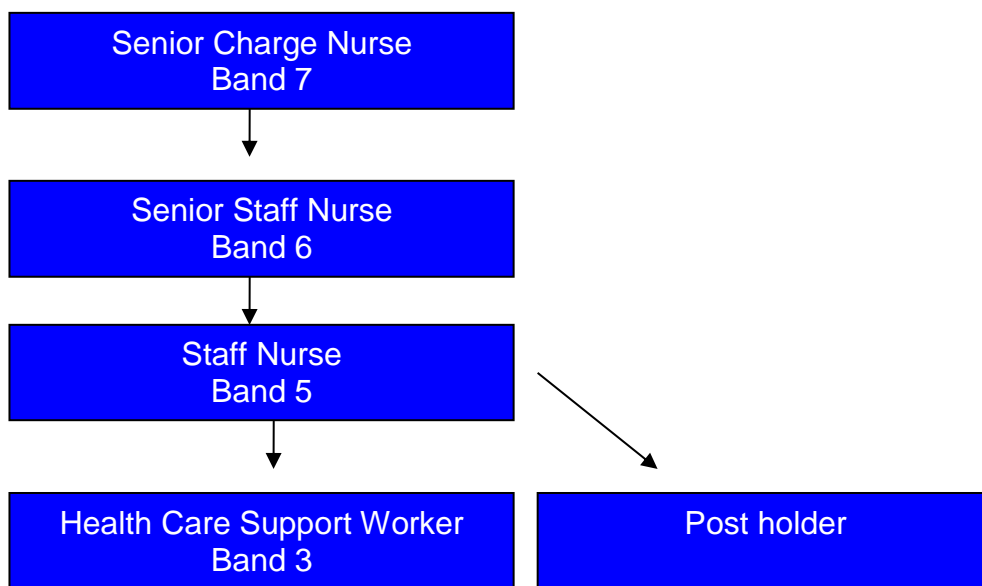 Senior Charge Nurse
Band 7
Senior Staff Nurse
Band 6
Staff Nurse
Band 5
Health Care Support Worker
Band 3
Post holder